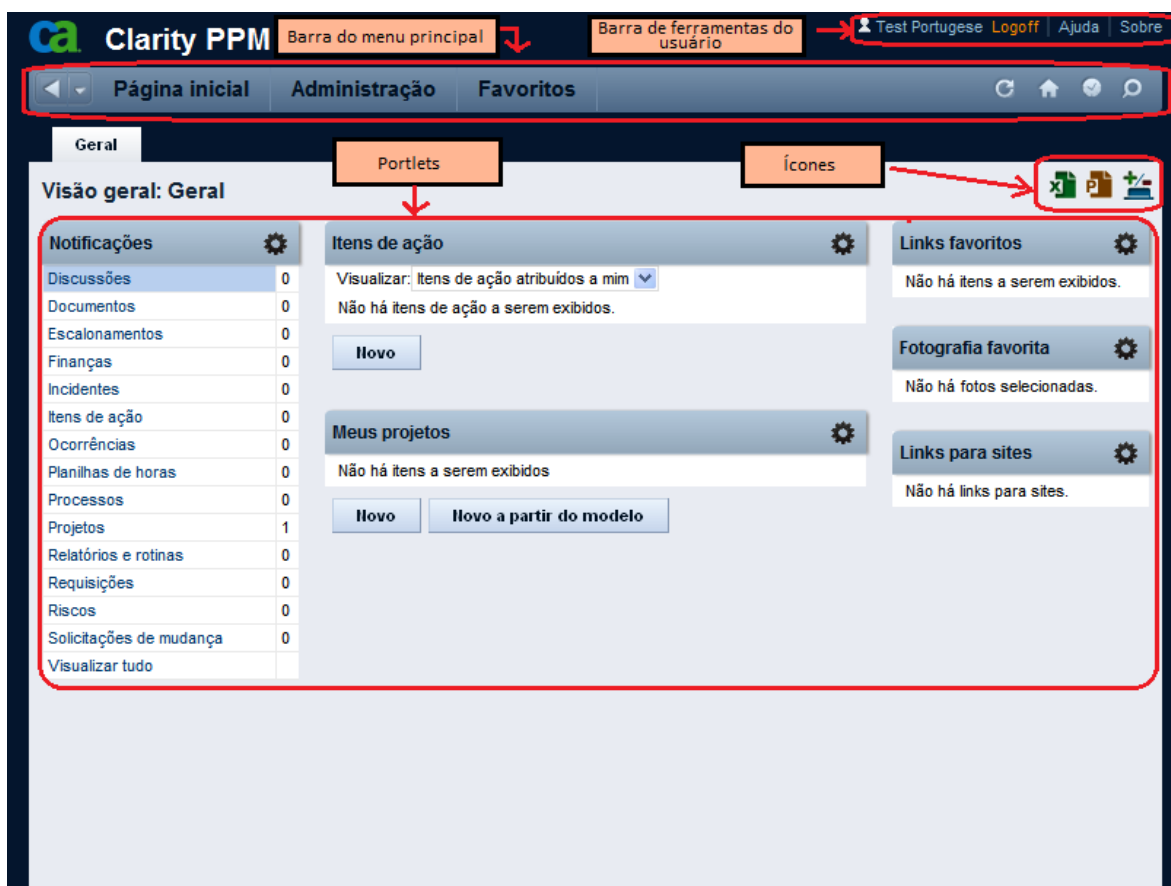 ca Clarity PPM
Barra do menu principal
Barra de ferramentas do
usuário
Test Portugese Logoff | Ajuda | Sobre
Página inicial Administração Favoritos
Geral
Portlets
Ícones
Visão geral: Geral
Notificações
Discussões 0
Documentos 0
Escalonamentos 0
Finanças 0
Incidentes 0
Itens de ação 0
Ocorrências 0
Planilhas de horas 0
Processos 0
Projetos 1
Relatórios e rotinas 0
Requisições 0
Riscos 0
Solicitações de mudança 0
Visualizar tudo
Itens de ação
Visualizar: Itens de ação atribuídos a mim
Não há itens de ação a serem exibidos.
Novo
Meus projetos
Não há itens a serem exibidos
Novo Novo a partir do modelo
Links favoritos
Não há itens a serem exibidos.
Fotografia favorita
Não há fotos selecionadas.
Links para sites
Não há links para sites.